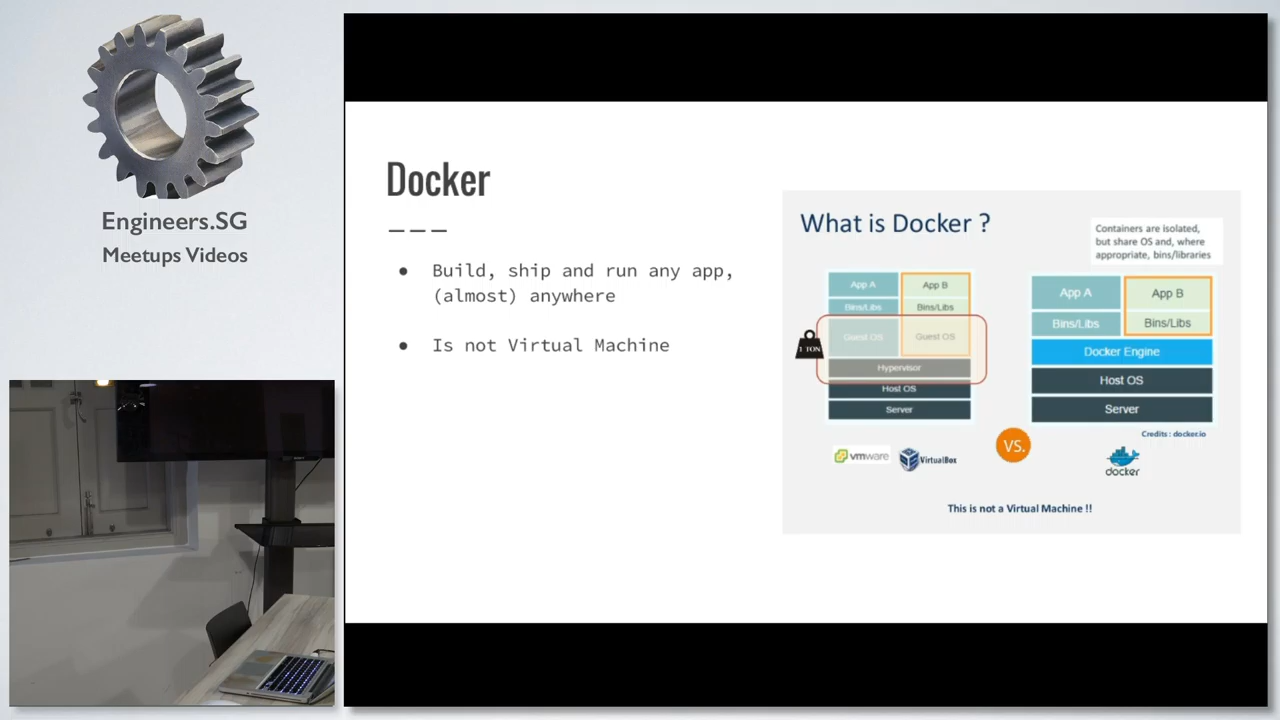 Engineers.SG
Meetups Videos
Docker
● Build, ship and run any app,
(almost) anywhere
● Is not Virtual Machine
What is Docker ?
Containers are isolated,
but share OS and, where
appropriate, bins/libraries
App A
App B
Bins/Libs
Bins/Libs
Guest OS
Guest OS
1 TON
Hypervisor
Host OS
Server
App A
App B
Bins/Libs
Bins/Libs
Docker Engine
Host OS
Server
Credits : docker.io
vmware
VirtualBox
VS.
docker
This is not a Virtual Machine !!